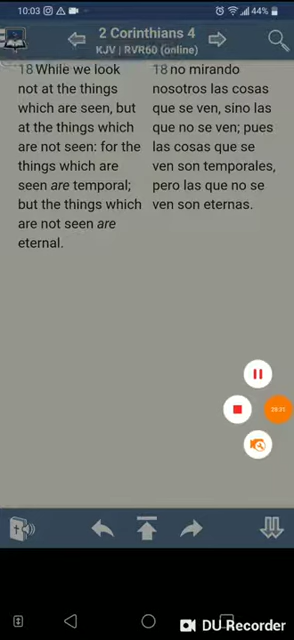 10:03
44%
2 Corinthians 4
KJV | RVR60 (online)
18 While we look
not at the things
which are seen, but
at the things which
are not seen: for the
things which are
seen are temporal;
but the things which
are not seen are
eternal.
18 no mirando
nosotros las cosas
que se ven, sino las
que no se ven; pues
las cosas que se
ven son temporales,
pero las que no se
ven son eternas.
DU Recorder